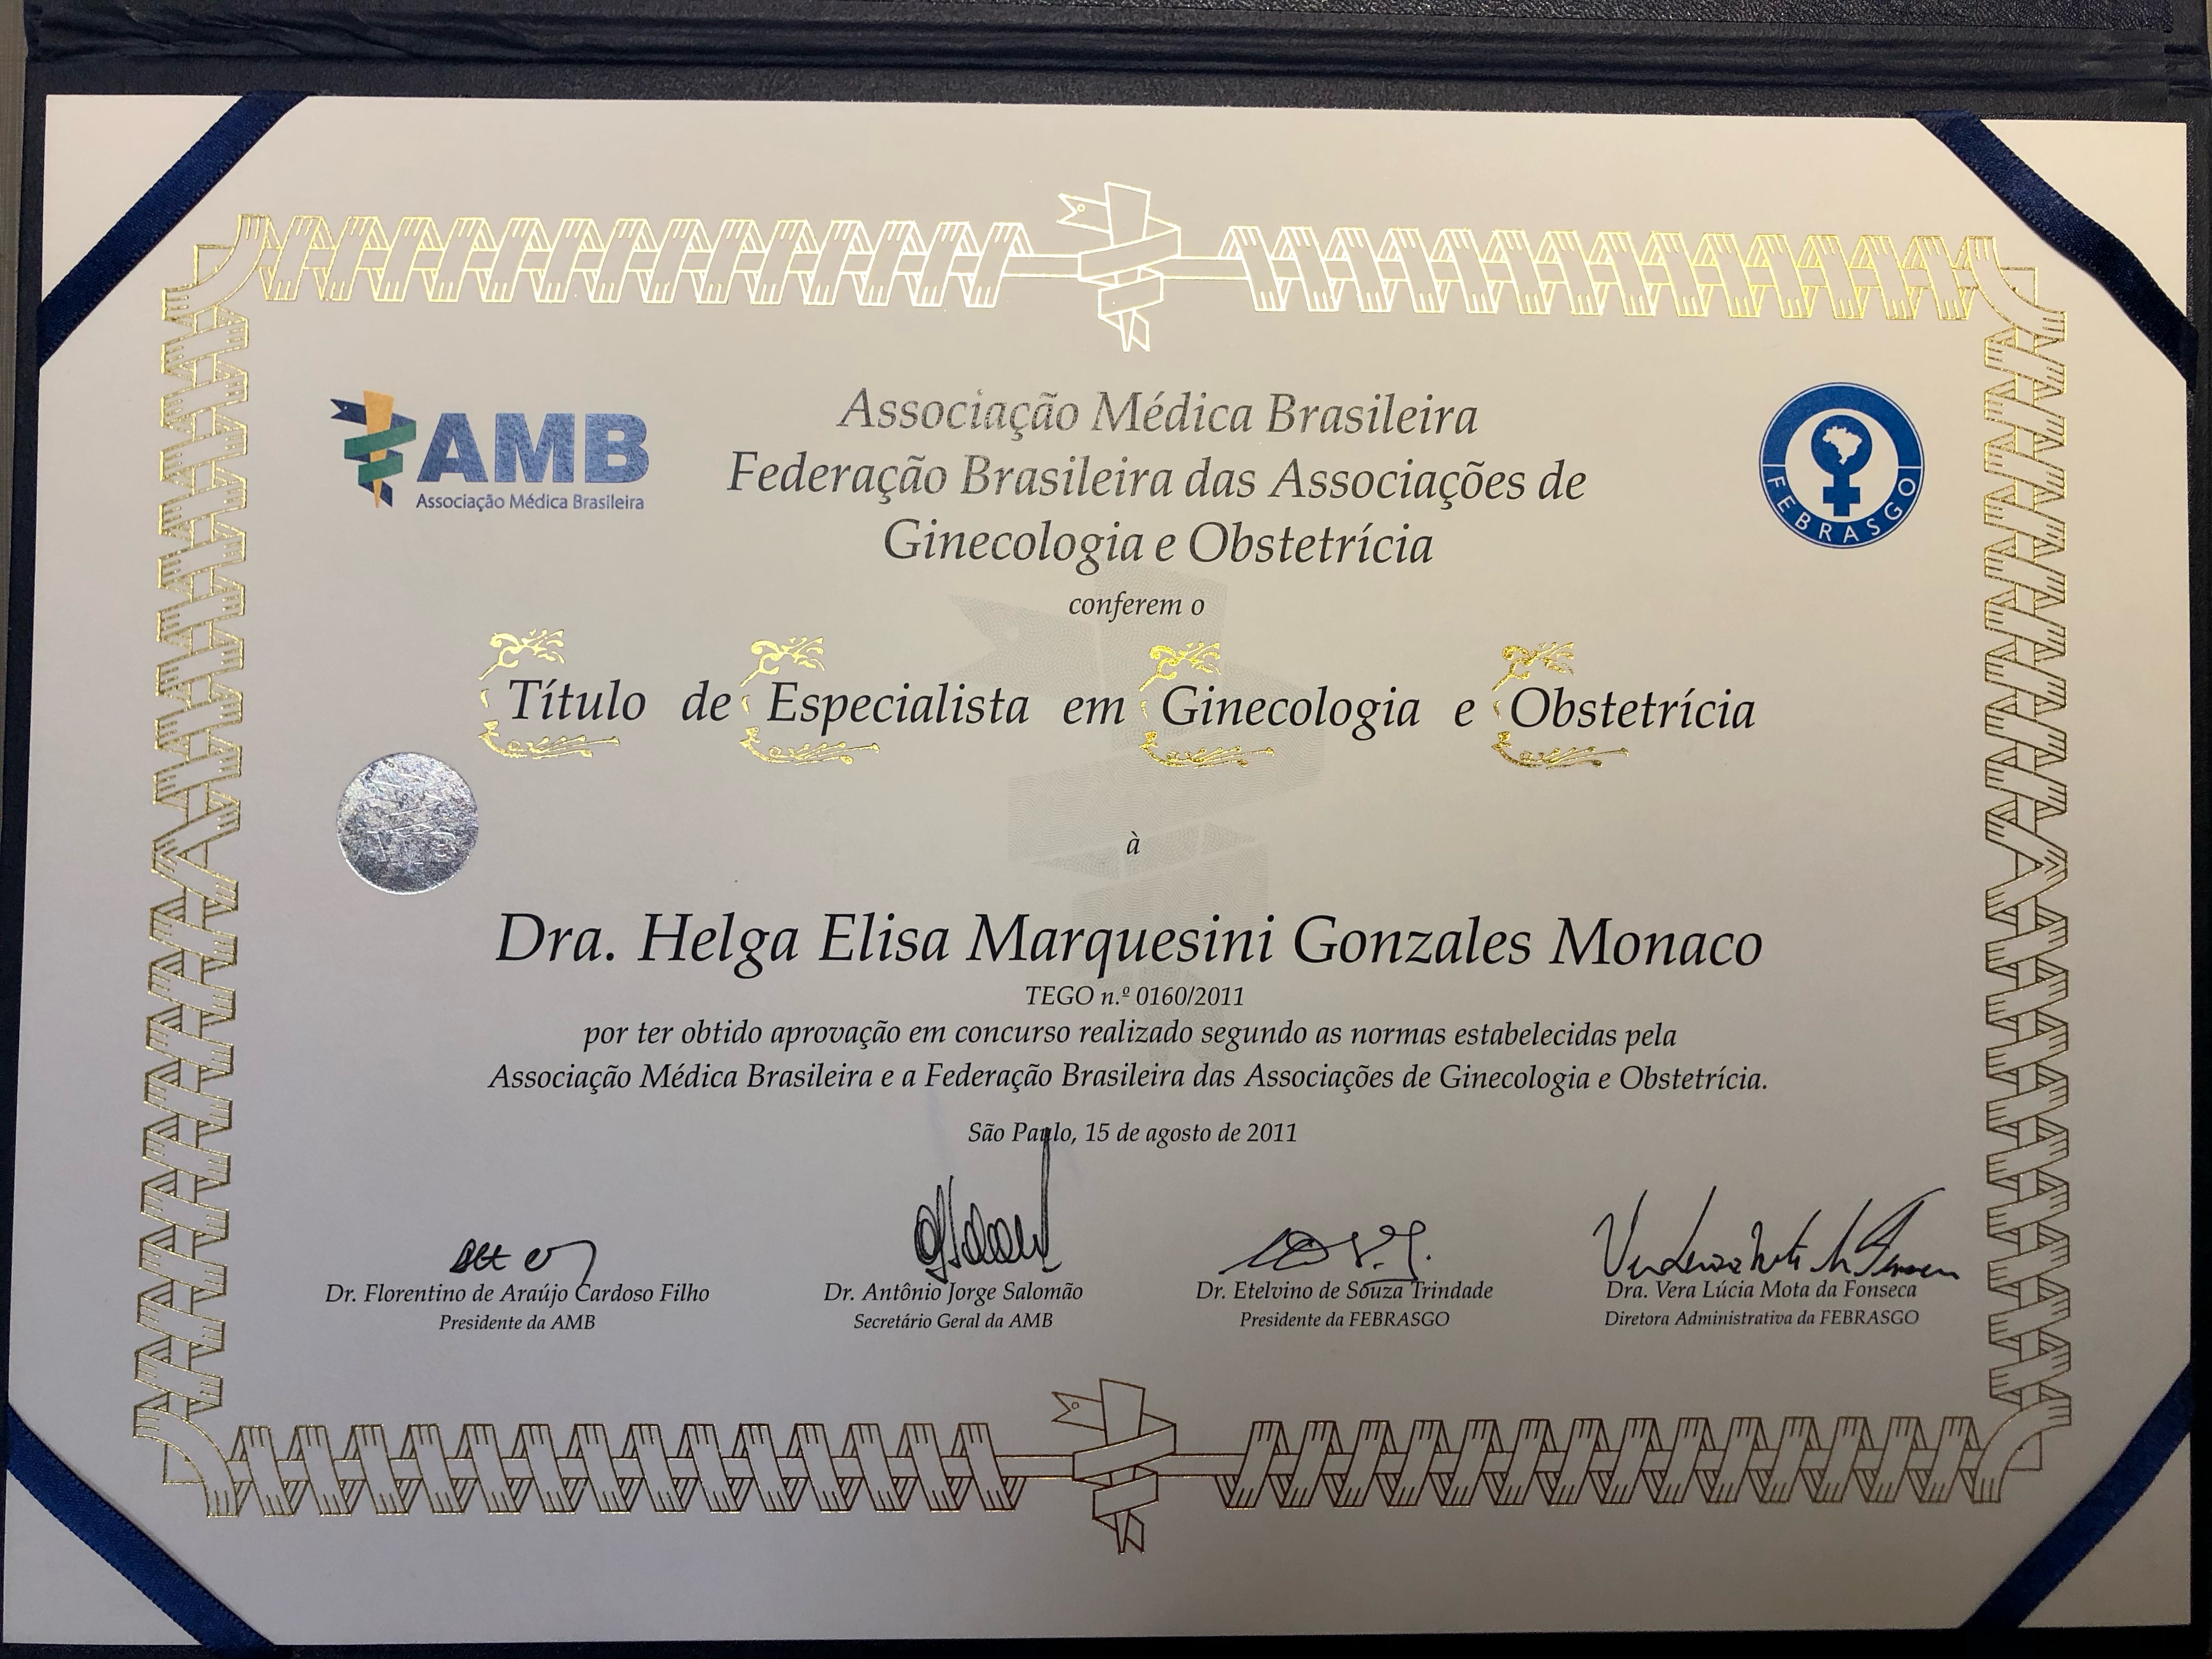 AMB
Associação Médica Brasileira
Associação Médica Brasileira
Federação Brasileira das Associações de
Ginecologia e Obstetrícia
FEBRASGO
conferem o
Título de Especialista em Ginecologia e Obstetrícia
à
Dra. Helga Elisa Marquesini Gonzales Monaco
TEGO n.º 0160/2011
por ter obtido aprovação em concurso realizado segundo as normas estabelecidas pela
Associação Médica Brasileira e a Federação Brasileira das Associações de Ginecologia e Obstetrícia.
São Paulo, 15 de agosto de 2011
Dr. Florentino de Araújo Cardoso Filho
Presidente da AMB
Dr. Antônio Jorge Salomão
Secretário Geral da AMB
Dr. Etelvino de Souza Trindade
Presidente da FEBRASGO
Dra. Vera Lúcia Mota da Fonseca
Diretora Administrativa da FEBRASGO